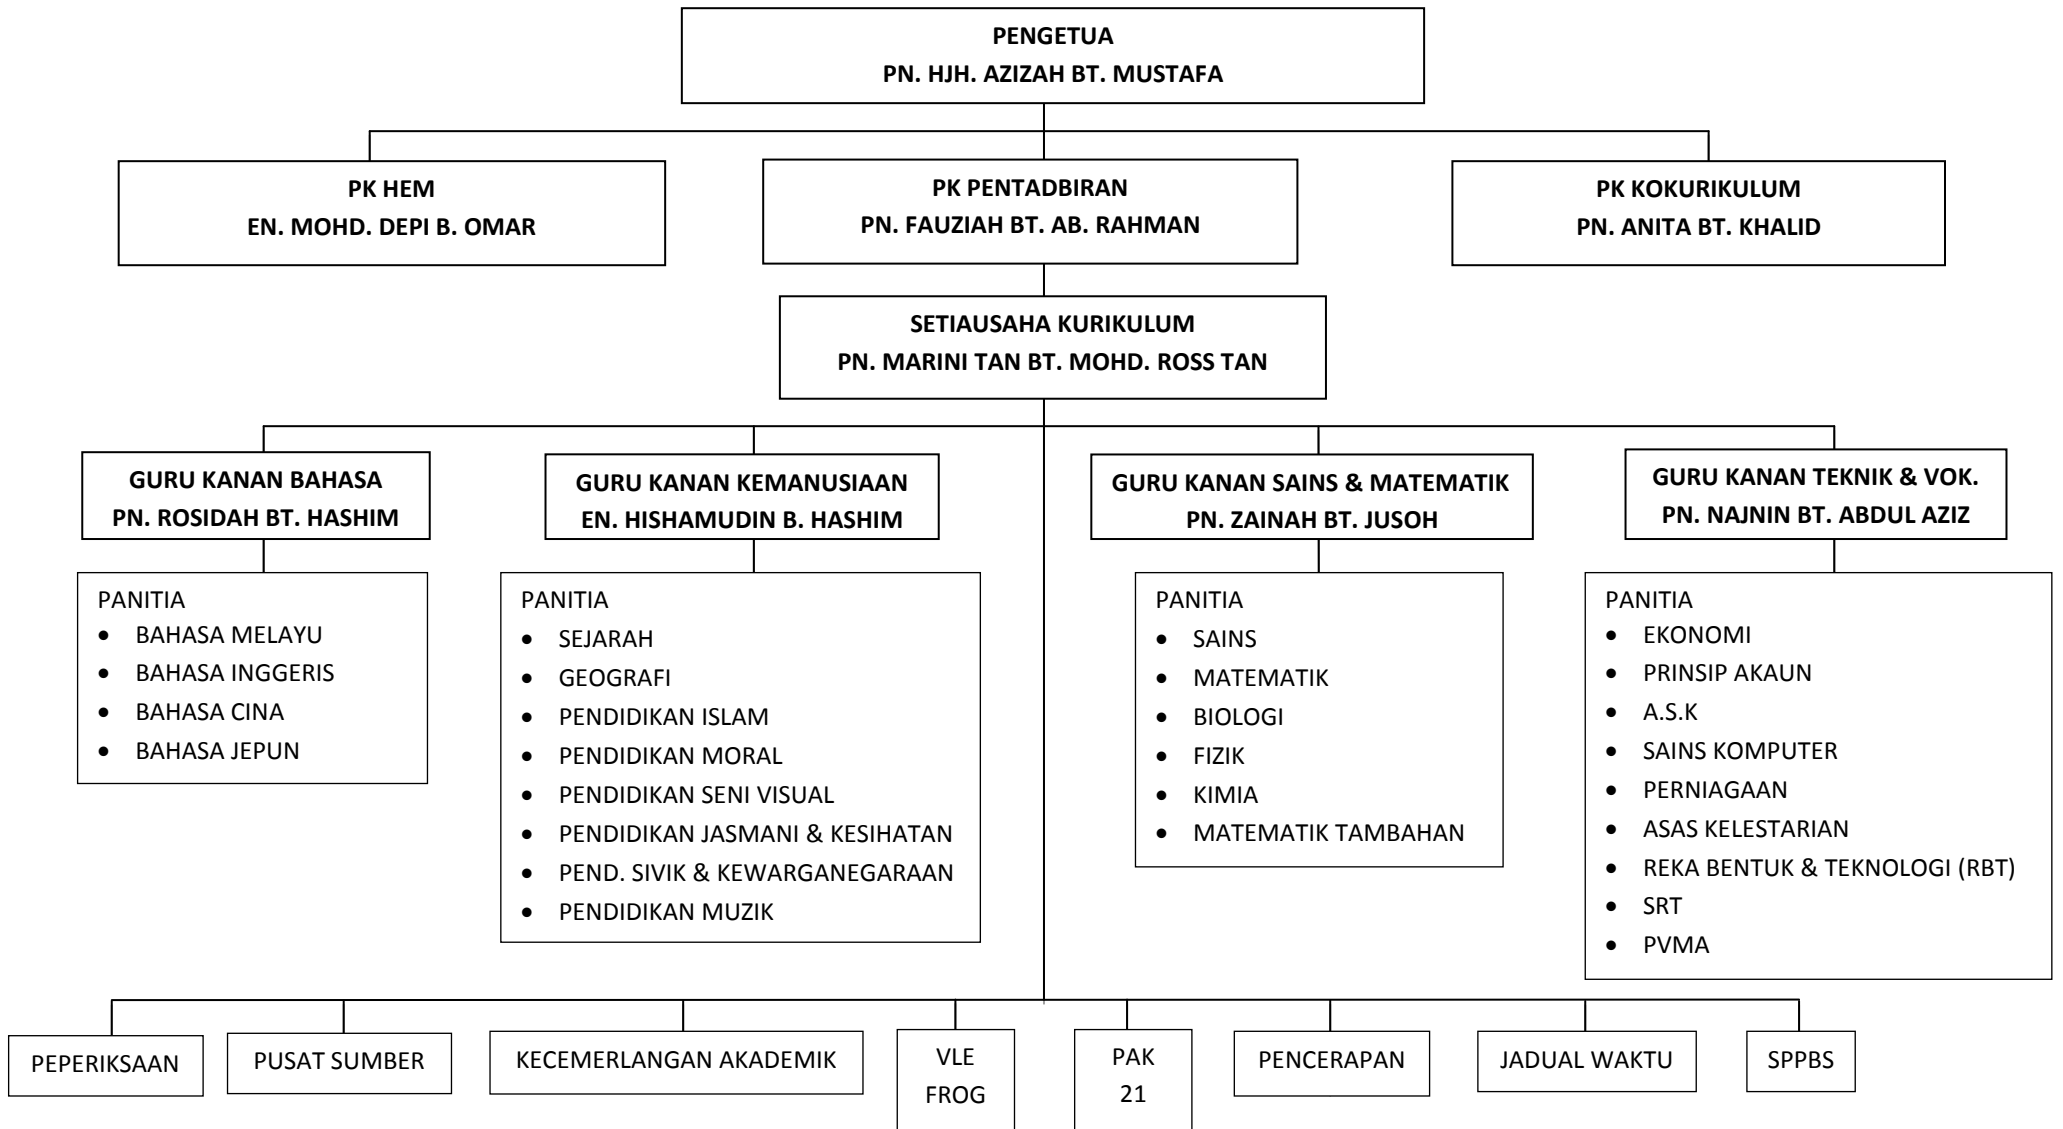 PENGETUA
PN. HJH. AZIZAH BT. MUSTAFA
PK HEM
EN. MOHD. DEPI B. OMAR
PK PENTADBIRAN
PN. FAUZIAH BT. AB. RAHMAN
PK KOKURIKULUM
PN. ANITA BT. KHALID
SETIAUSAHA KURIKULUM
PN. MARINI TAN BT. MOHD. ROSS TAN
GURU KANAN BAHASA
PN. ROSIDAH BT. HASHIM
GURU KANAN KEMANUSIAAN
EN. HISHAMUDIN B. HASHIM
GURU KANAN SAINS & MATEMATIK
PN. ZAINAH BT. JUSOH
GURU KANAN TEKNIK & VOK.
PN. NAJNIN BT. ABDUL AZIZ
PANITIA
• BAHASA MELAYU
• BAHASA INGGERIS
• BAHASA CINA
• BAHASA JEPUN
PANITIA
• SEJARAH
• GEOGRAFI
• PENDIDIKAN ISLAM
• PENDIDIKAN MORAL
• PENDIDIKAN SENI VISUAL
• PENDIDIKAN JASMANI & KESIHATAN
• PEND. SIVIK & KEWARGANEGARAAN
• PENDIDIKAN MUZIK
PANITIA
• SAINS
• MATEMATIK
• BIOLOGI
• FIZIK
• KIMIA
• MATEMATIK TAMBAHAN
PANITIA
• EKONOMI
• PRINSIP AKAUN
• A.S.K
• SAINS KOMPUTER
• PERNIAGAAN
• ASAS KELESTARIAN
• REKA BENTUK & TEKNOLOGI (RBT)
• SRT
• PVMA
PEPERIKSAAN
PUSAT SUMBER
KECEMERLANGAN AKADEMIK
VLE
FROG
PAK
21
PENCERAPAN
JADUAL WAKTU
SPPBS